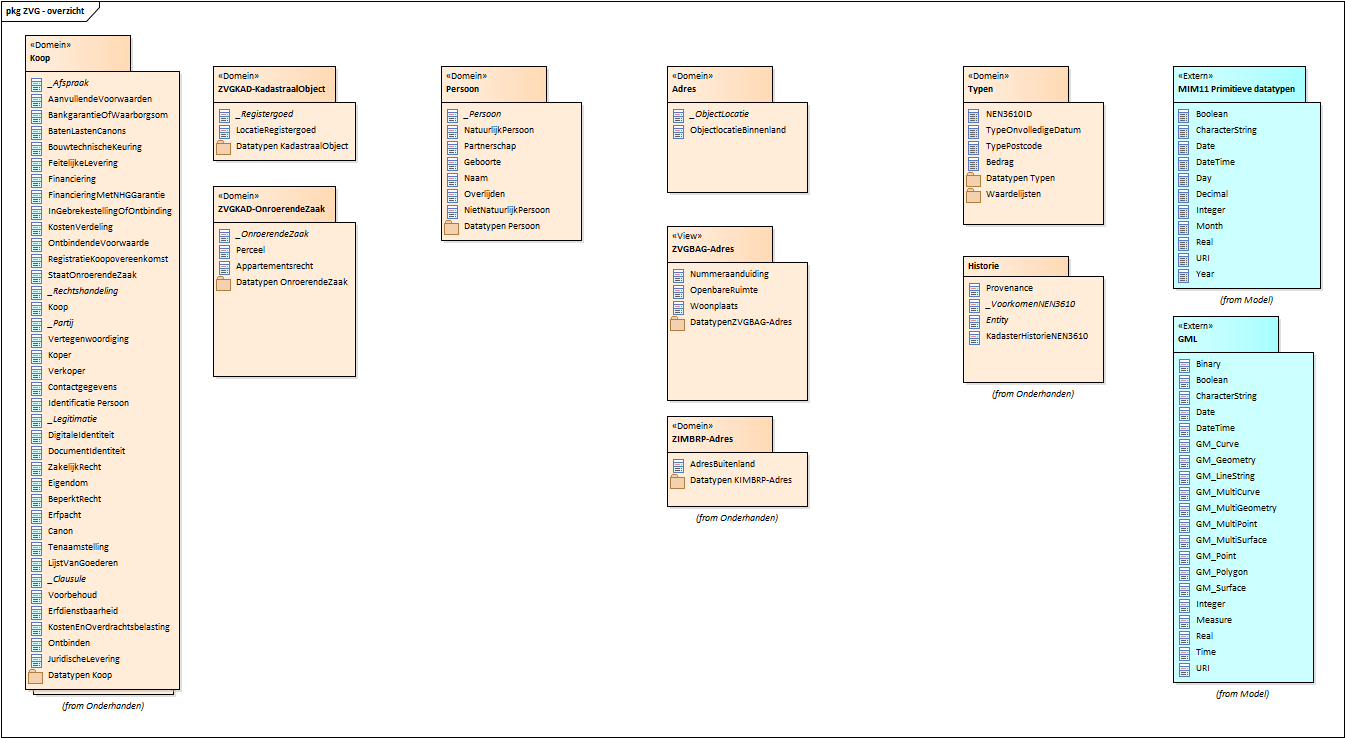 pkg ZVG - overzicht
«Domein»
Koop
_Afspraak
AanvullendeVoorwaarden
BankgarantieOfWaarborgsom
BatenLastenCanons
BouwtechnischeKeuring
FeitelijkeLevering
Financiering
FinancieringMetNHGGarantie
InGebrekestellingOfOntbinding
KostenVerdeling
OntbindendeVoorwaarde
RegistratieKoopovereenkomst
StaatOnroerendeZaak
_Rechtshandeling
Koop
_Partij
Vertegenwoordiging
Koper
Verkoper
Contactgegevens
Identificatie Persoon
_Legitimatie
DigitaleIdentiteit
DocumentIdentiteit
ZakelijkRecht
Eigendom
BeperktRecht
Erfpacht
Canon
Tenaamstelling
LijstVanGoederen
_Clausule
Voorbehoud
Erfdienstbaarheid
KostenEnOverdrachtsbelasting
Ontbinden
JuridischeLevering
Datatypen Koop
(from Onderhanden)
«Domein»
ZVGKAD-KadastraalObject
_Registergoed
LocatieRegistergoed
Datatypen KadastraalObject
«Domein»
ZVGKAD-OnroerendeZaak
_OnroerendeZaak
Perceel
Appartementsrecht
Datatypen OnroerendeZaak
«Domein»
Persoon
_Persoon
NatuurlijkPersoon
Partnerschap
Geboorte
Naam
Overlijden
NietNatuurlijkPersoon
Datatypen Persoon
«Domein»
Adres
_ObjectLocatie
ObjectlocatieBinnenland
«View»
ZVGBAG-Adres
Nummeraanduiding
OpenbareRuimte
Woonplaats
DatatypenZVGBAG-Adres
«Domein»
ZIMBRP-Adres
AdresBuitenland
Datatypen KIMBRP-Adres
(from Onderhanden)
«Domein»
Typen
NEN3610ID
TypeOnvolledigeDatum
TypePostcode
Bedrag
Datatypen Typen
Waardelijsten
Historie
Provenance
_VoorkomenNEN3610
Entity
KadasterHistorieNEN3610
(from Onderhanden)
«Extern»
MIM11 Primitieve datatypen
Boolean
CharacterString
Date
DateTime
Day
Decimal
Integer
Month
Real
URI
Year
(from Model)
«Extern»
GML
Binary
Boolean
CharacterString
Date
DateTime
GM_Curve
GM_Geometry
GM_LineString
GM_MultiCurve
GM_MultiGeometry
GM_MultiPoint
GM_MultiSurface
GM_Point
GM_Polygon
GM_Surface
Integer
Measure
Real
Time
URI
(from Model)